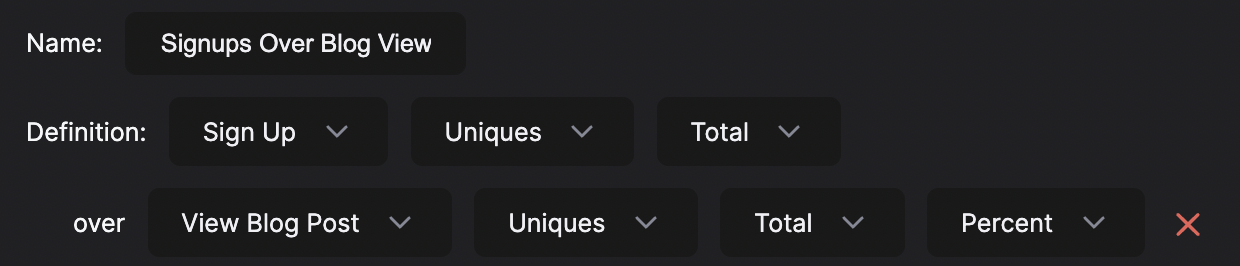 Name: Signups Over Blog View
Definition: Sign Up Uniques Total
over View Blog Post Uniques Total Percent